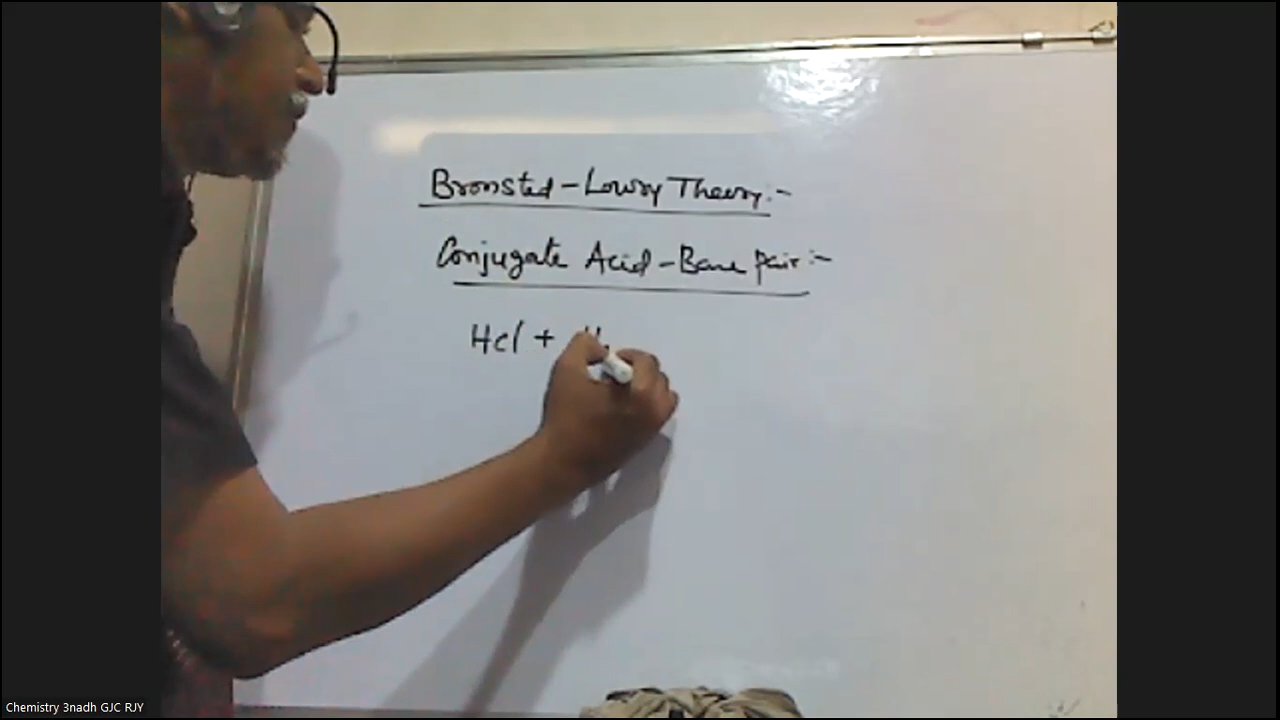 Bronsted-Lowry Theory:-
Conjugate Acid-Base Pair:-
HCl + H
Chemistry 3nadh GJC RJY